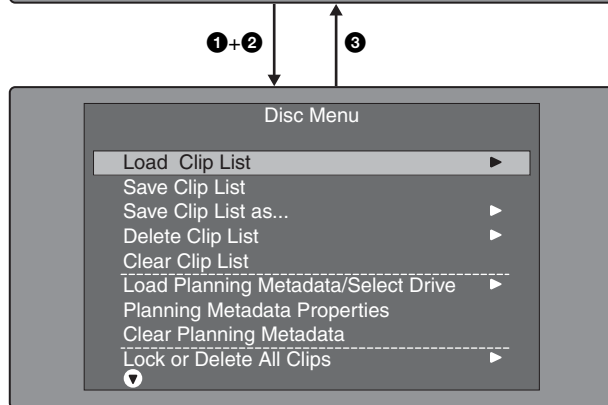 ❶+❷ ❸
Disc Menu
Load Clip List
Save Clip List
Save Clip List as...
Delete Clip List
Clear Clip List
Load Planning Metadata/Select Drive
Planning Metadata Properties
Clear Planning Metadata
Lock or Delete All Clips